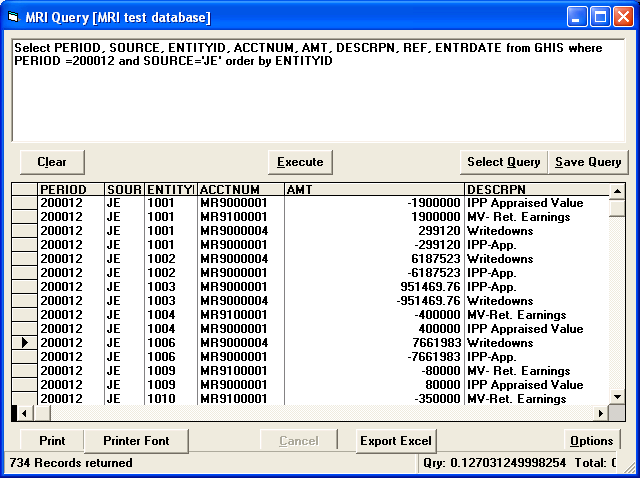 MRI Query [MRI test database]
Select PERIOD, SOURCE, ENTITYID, ACCTNUM, AMT, DESCRPN, REF, ENTRDATE from GHIS where
PERIOD =200012 and SOURCE='JE' order by ENTITYID
Clear Execute Select Query Save Query
PERIOD SOUR ENTITYI ACCTNUM AMT DESCRPN
200012 JE 1001 MR9000001 -1900000 IPP Appraised Value
200012 JE 1001 MR9100001 1900000 MV- Ret. Earnings
200012 JE 1001 MR9000004 299120 Writedowns
200012 JE 1001 MR9000001 -299120 IPP-App.
200012 JE 1002 MR9000004 6187523 Writedowns
200012 JE 1002 MR9000001 -6187523 IPP-App.
200012 JE 1003 MR9000001 951469.76 IPP-App.
200012 JE 1003 MR9000004 -951469.76 Writedowns
200012 JE 1004 MR9100001 -400000 MV-Ret. Earnings
200012 JE 1004 MR9000001 400000 IPP Appraised Value
200012 JE 1006 MR9000004 7661983 Writedowns
200012 JE 1006 MR9000001 -7661983 IPP-App.
200012 JE 1009 MR9100001 -80000 MV- Ret. Earnings
200012 JE 1009 MR9000001 80000 IPP Appraised Value
200012 JE 1010 MR9100001 -350000 MV-Ret. Earnings
Print Printer Font Cancel Export Excel Options
734 Records returned Qry: 0.127031249998254 Total: (